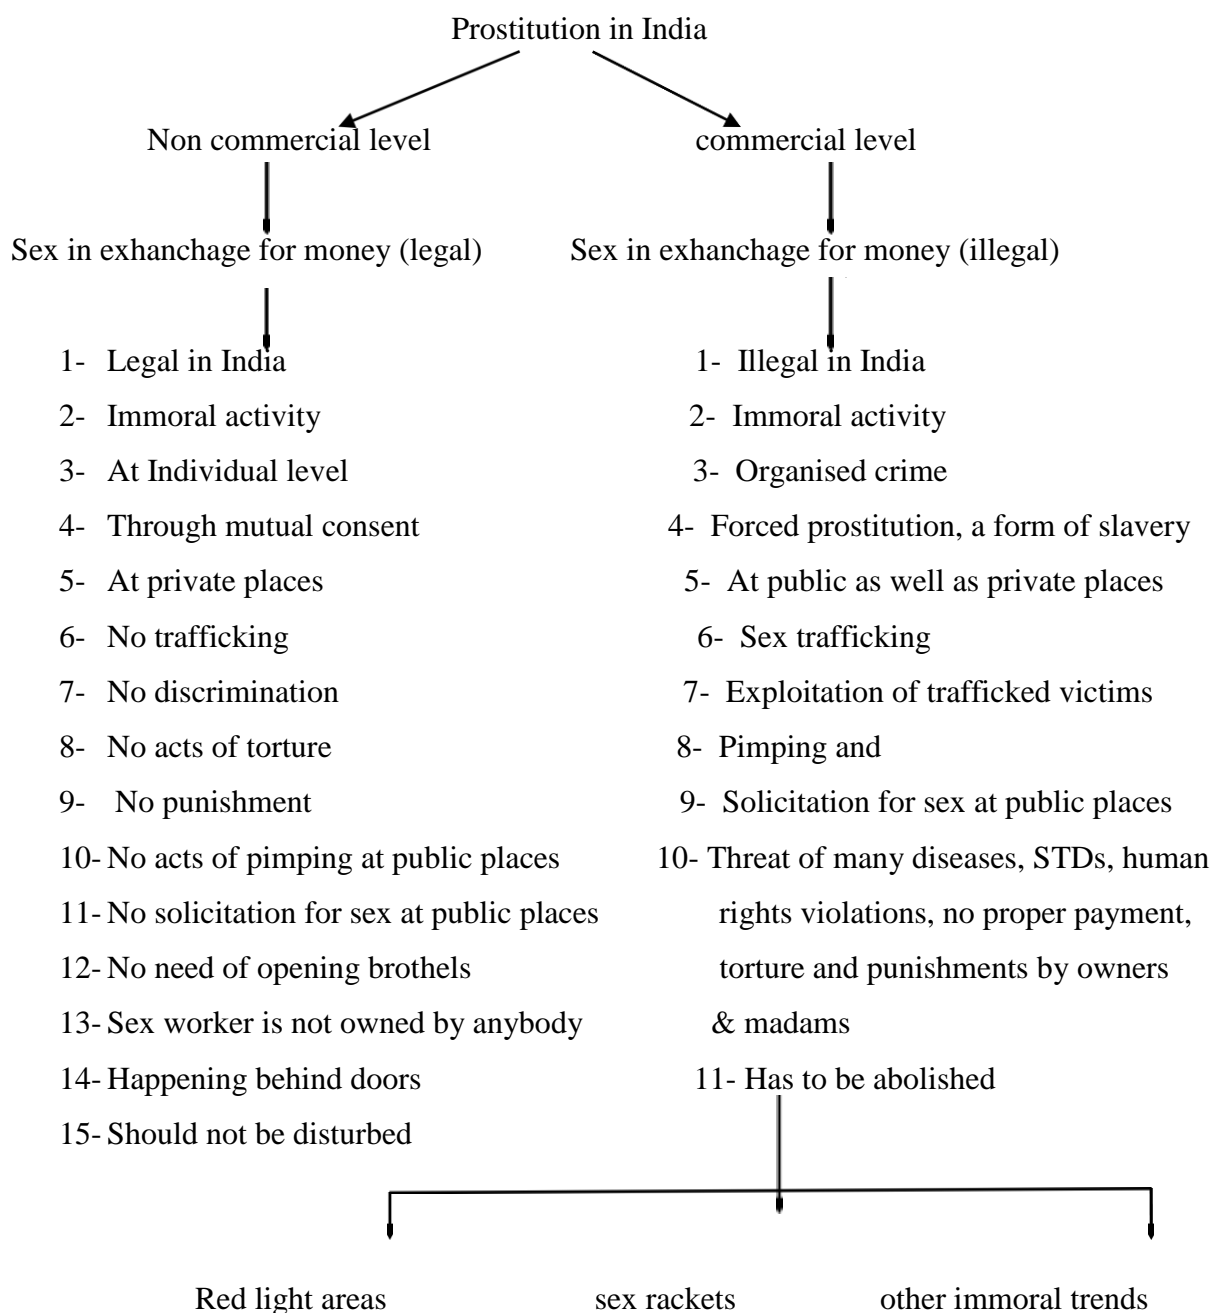 Prostitution in India
Non commercial level
commercial level
Sex in exhanchage for money (legal)
Sex in exhanchage for money (illegal)
1- Legal in India
2- Immoral activity
3- At Individual level
4- Through mutual consent
5- At private places
6- No trafficking
7- No discrimination
8- No acts of torture
9- No punishment
10- No acts of pimping at public places
11- No solicitation for sex at public places
12- No need of opening brothels
13- Sex worker is not owned by anybody
14- Happening behind doors
15- Should not be disturbed
1- Illegal in India
2- Immoral activity
3- Organised crime
4- Forced prostitution, a form of slavery
5- At public as well as private places
6- Sex trafficking
7- Exploitation of trafficked victims
8- Pimping and
9- Solicitation for sex at public places
10- Threat of many diseases, STDs, human
rights violations, no proper payment,
torture and punishments by owners
& madams
11- Has to be abolished
Red light areas
sex rackets
other immoral trends